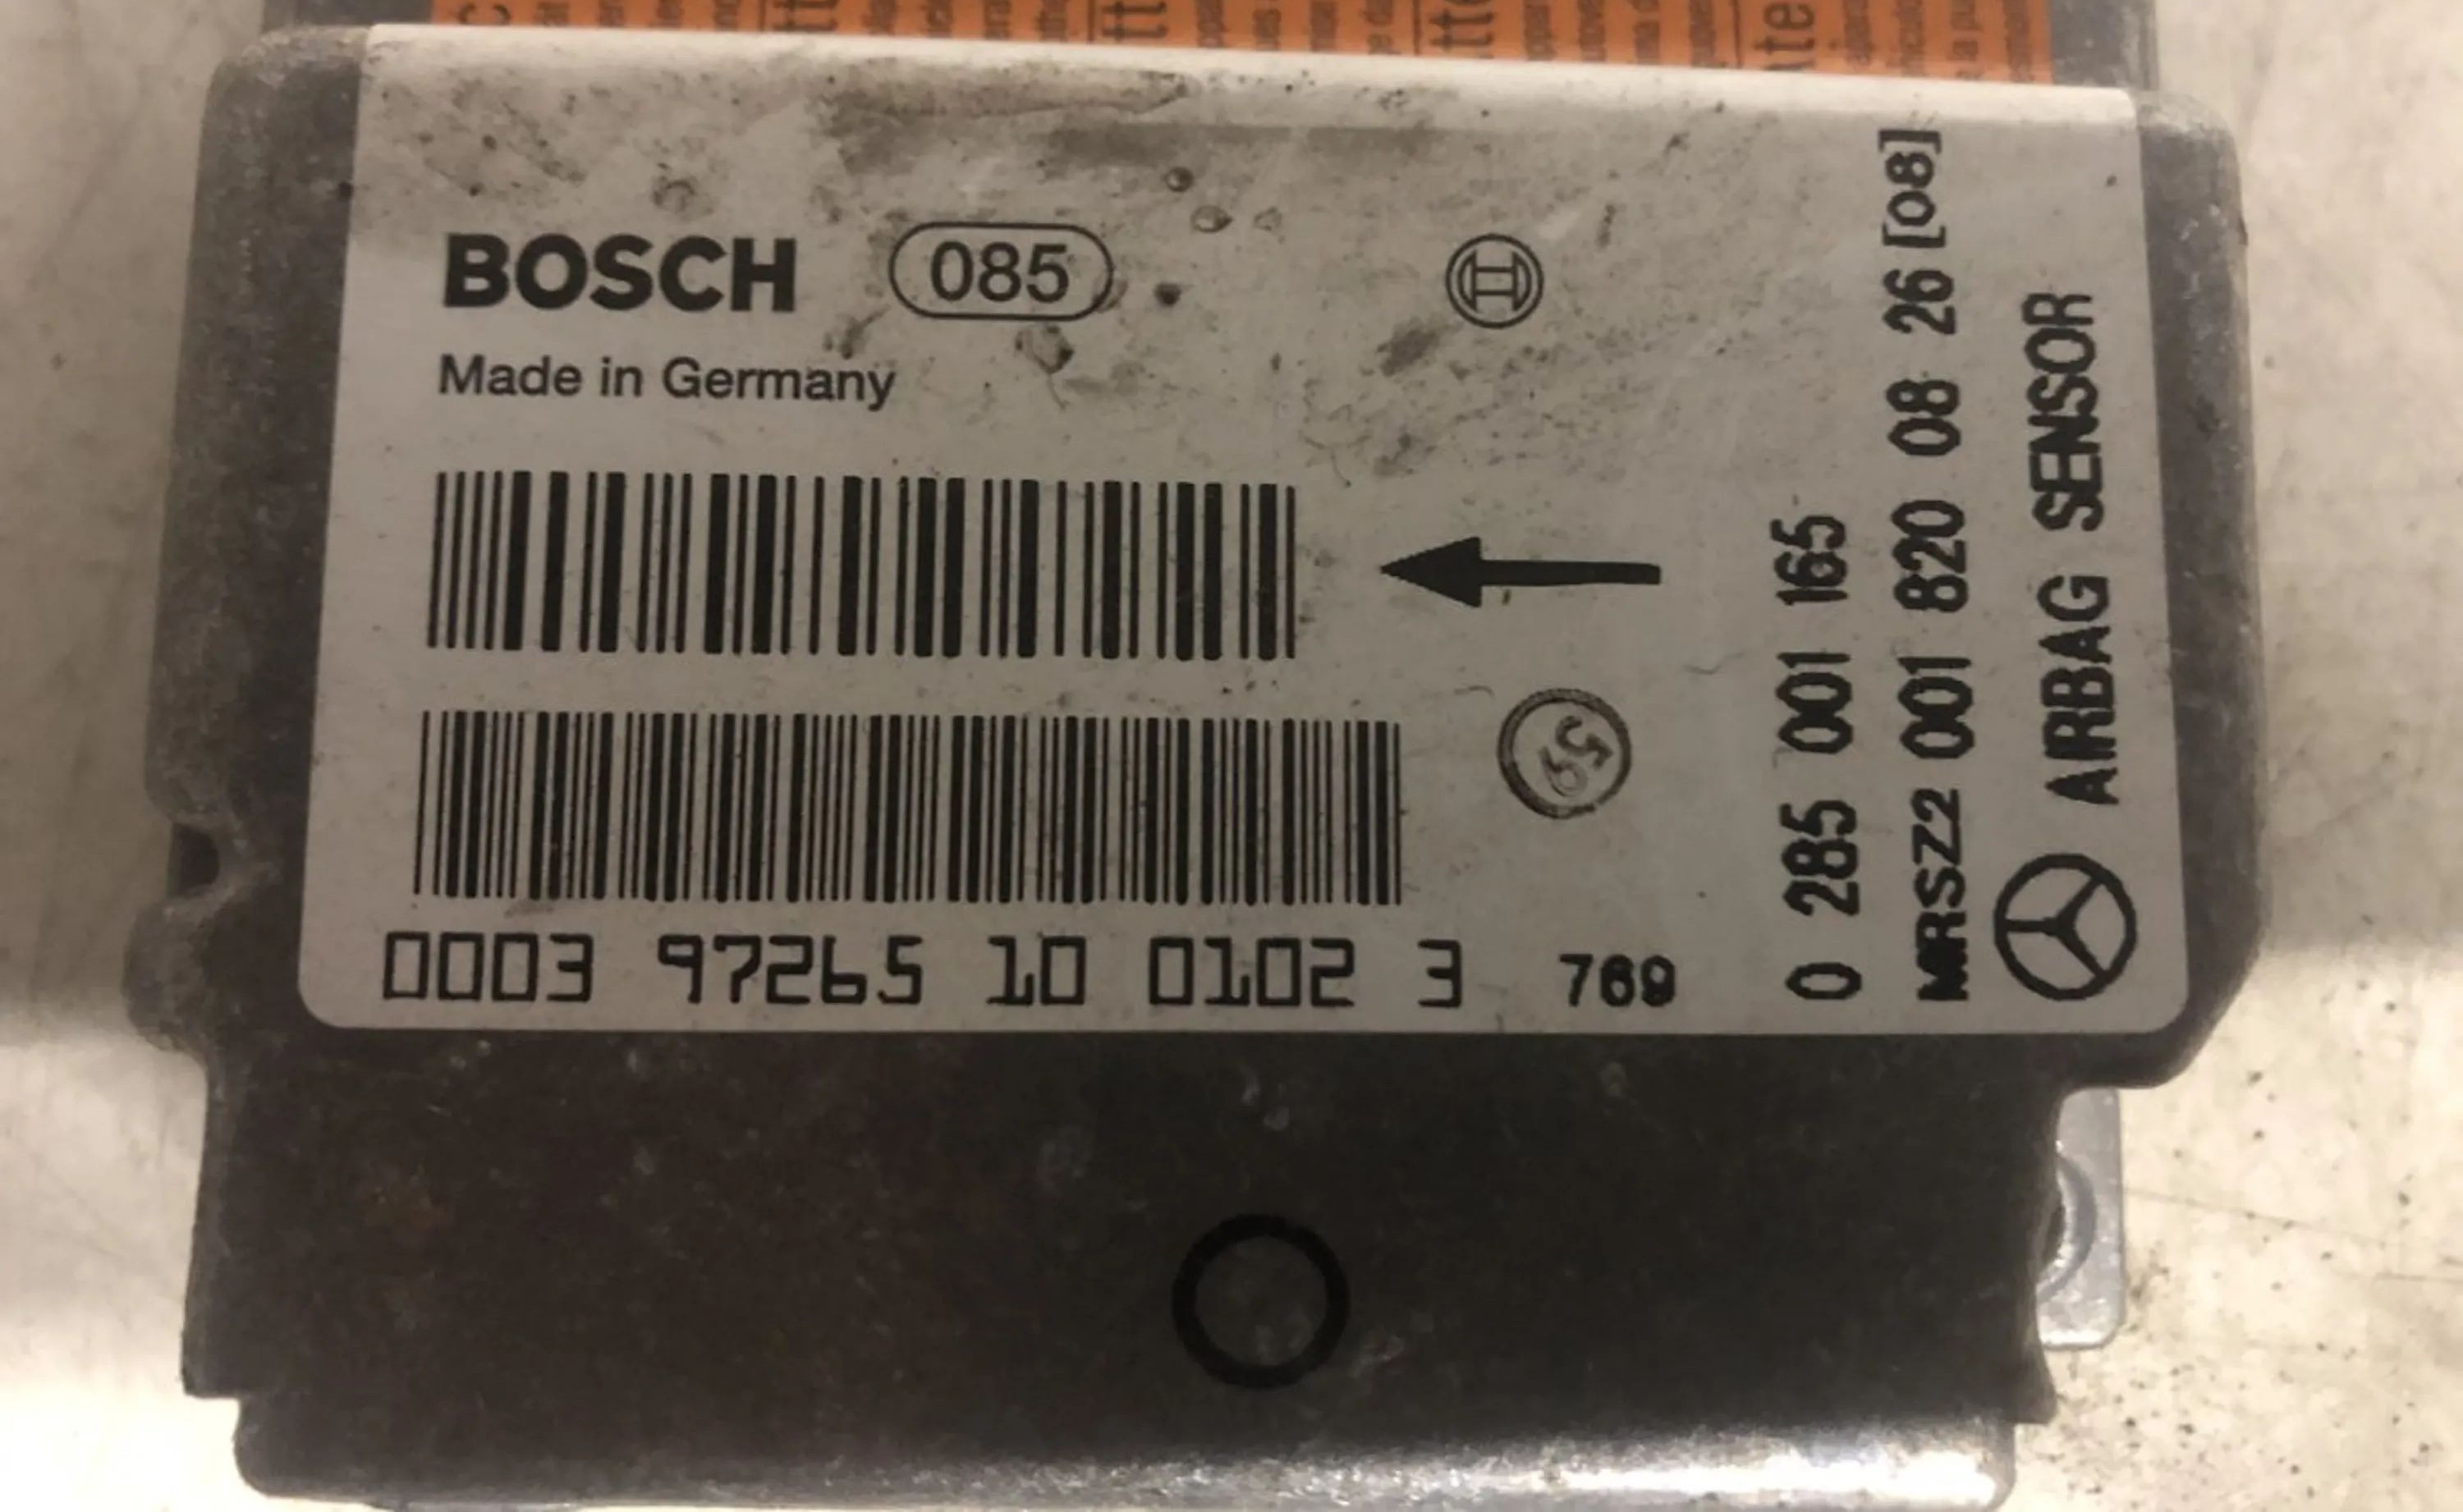 BOSCH 085
Made in Germany
0003 97265 10 0102 3 769
59
0 285 001 165
MRSZ2 001 820 08 26 [08]
AIRBAG SENSOR